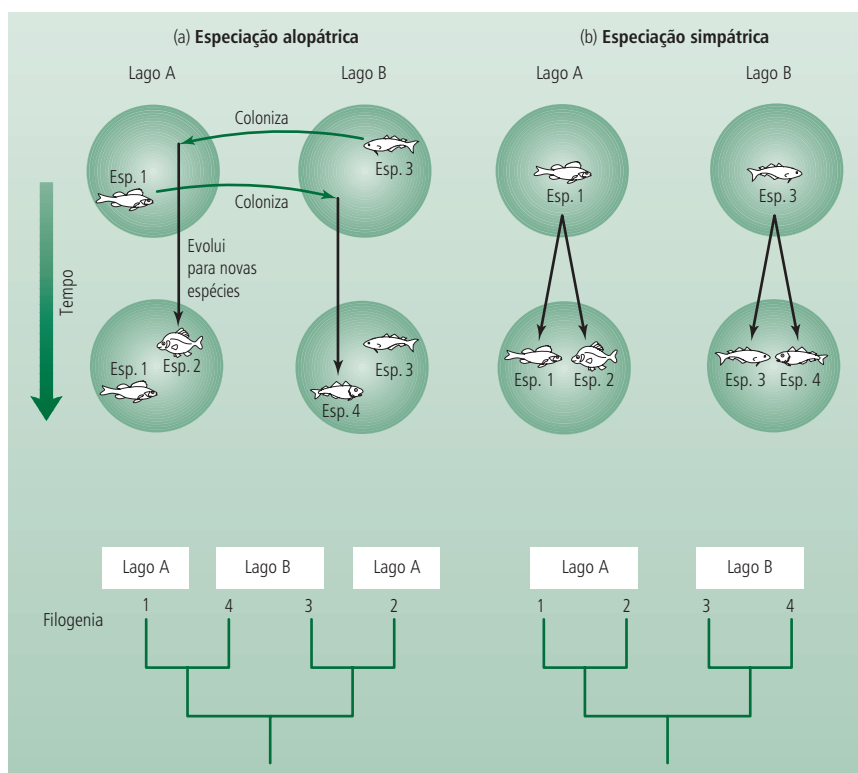 (a) Especiação alopátrica
Lago A
Lago B
Coloniza
Esp. 3
Esp. 1
Coloniza
Evolui
para novas
espécies
Esp. 2
Esp. 1
Esp. 3
Esp. 4
Tempo
(b) Especiação simpátrica
Lago A
Lago B
Esp. 1
Esp. 3
Esp. 1
Esp. 2
Esp. 3
Esp. 4
Filogenia
Lago A
Lago B
Lago A
1
4
3
2
Lago A
Lago B
1
2
3
4